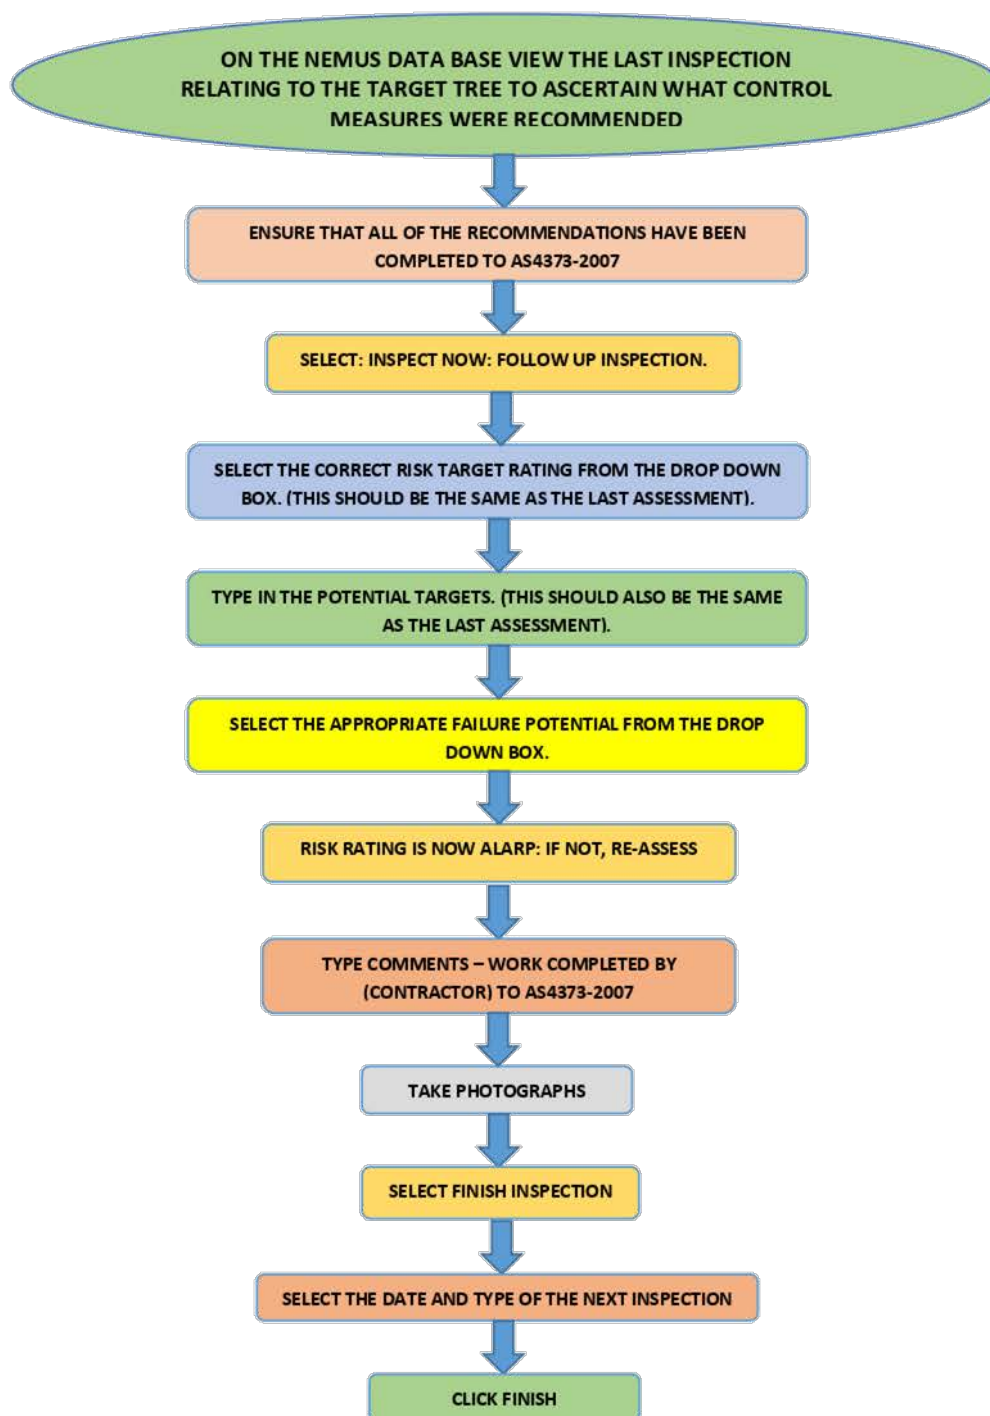 ON THE NEMUS DATA BASE VIEW THE LAST INSPECTION
RELATING TO THE TARGET TREE TO ASCERTAIN WHAT CONTROL
MEASURES WERE RECOMMENDED
ENSURE THAT ALL OF THE RECOMMENDATIONS HAVE BEEN
COMPLETED TO AS4373-2007
SELECT: INSPECT NOW: FOLLOW UP INSPECTION.
SELECT THE CORRECT RISK TARGET RATING FROM THE DROP DOWN
BOX. (THIS SHOULD BE THE SAME AS THE LAST ASSESSMENT).
TYPE IN THE POTENTIAL TARGETS. (THIS SHOULD ALSO BE THE SAME
AS THE LAST ASSESSMENT).
SELECT THE APPROPRIATE FAILURE POTENTIAL FROM THE DROP
DOWN BOX.
RISK RATING IS NOW ALARP: IF NOT, RE-ASSESS
TYPE COMMENTS – WORK COMPLETED BY
(CONTRACTOR) TO AS4373-2007
TAKE PHOTOGRAPHS
SELECT FINISH INSPECTION
SELECT THE DATE AND TYPE OF THE NEXT INSPECTION
CLICK FINISH